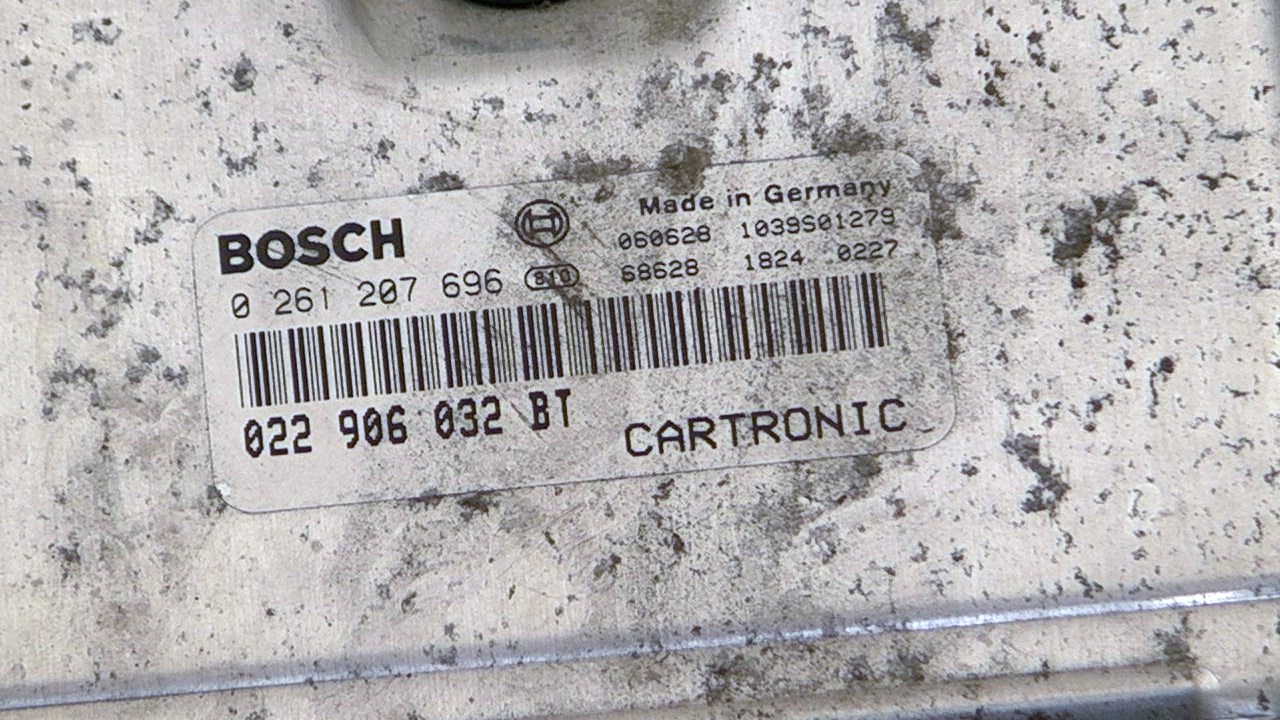 BOSCH
Made in Germany
060628 1039S01279
0 261 207 696 810
68628 1824 0227
022 906 032 BT
CARTRONIC